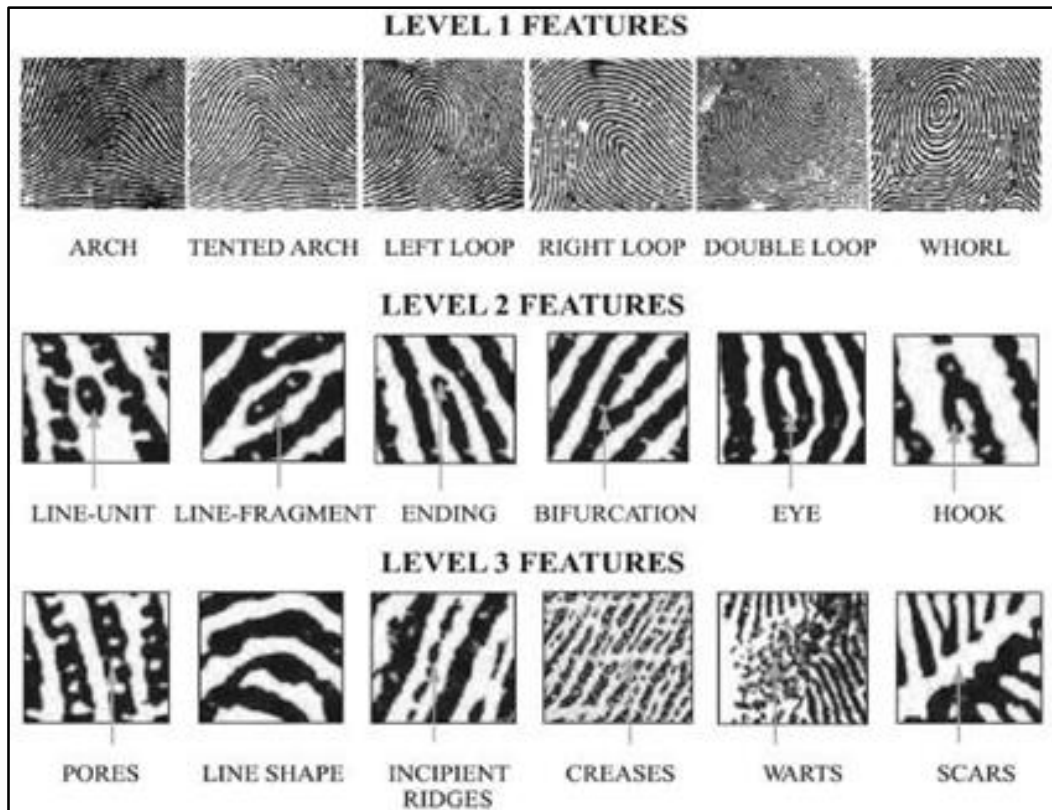 LEVEL 1 FEATURES
ARCH TENTED ARCH LEFT LOOP RIGHT LOOP DOUBLE LOOP WHORL
LEVEL 2 FEATURES
LINE-UNIT LINE-FRAGMENT ENDING BIFURCATION EYE HOOK
LEVEL 3 FEATURES
PORES LINE SHAPE INCIPIENT RIDGES CREASES WARTS SCARS